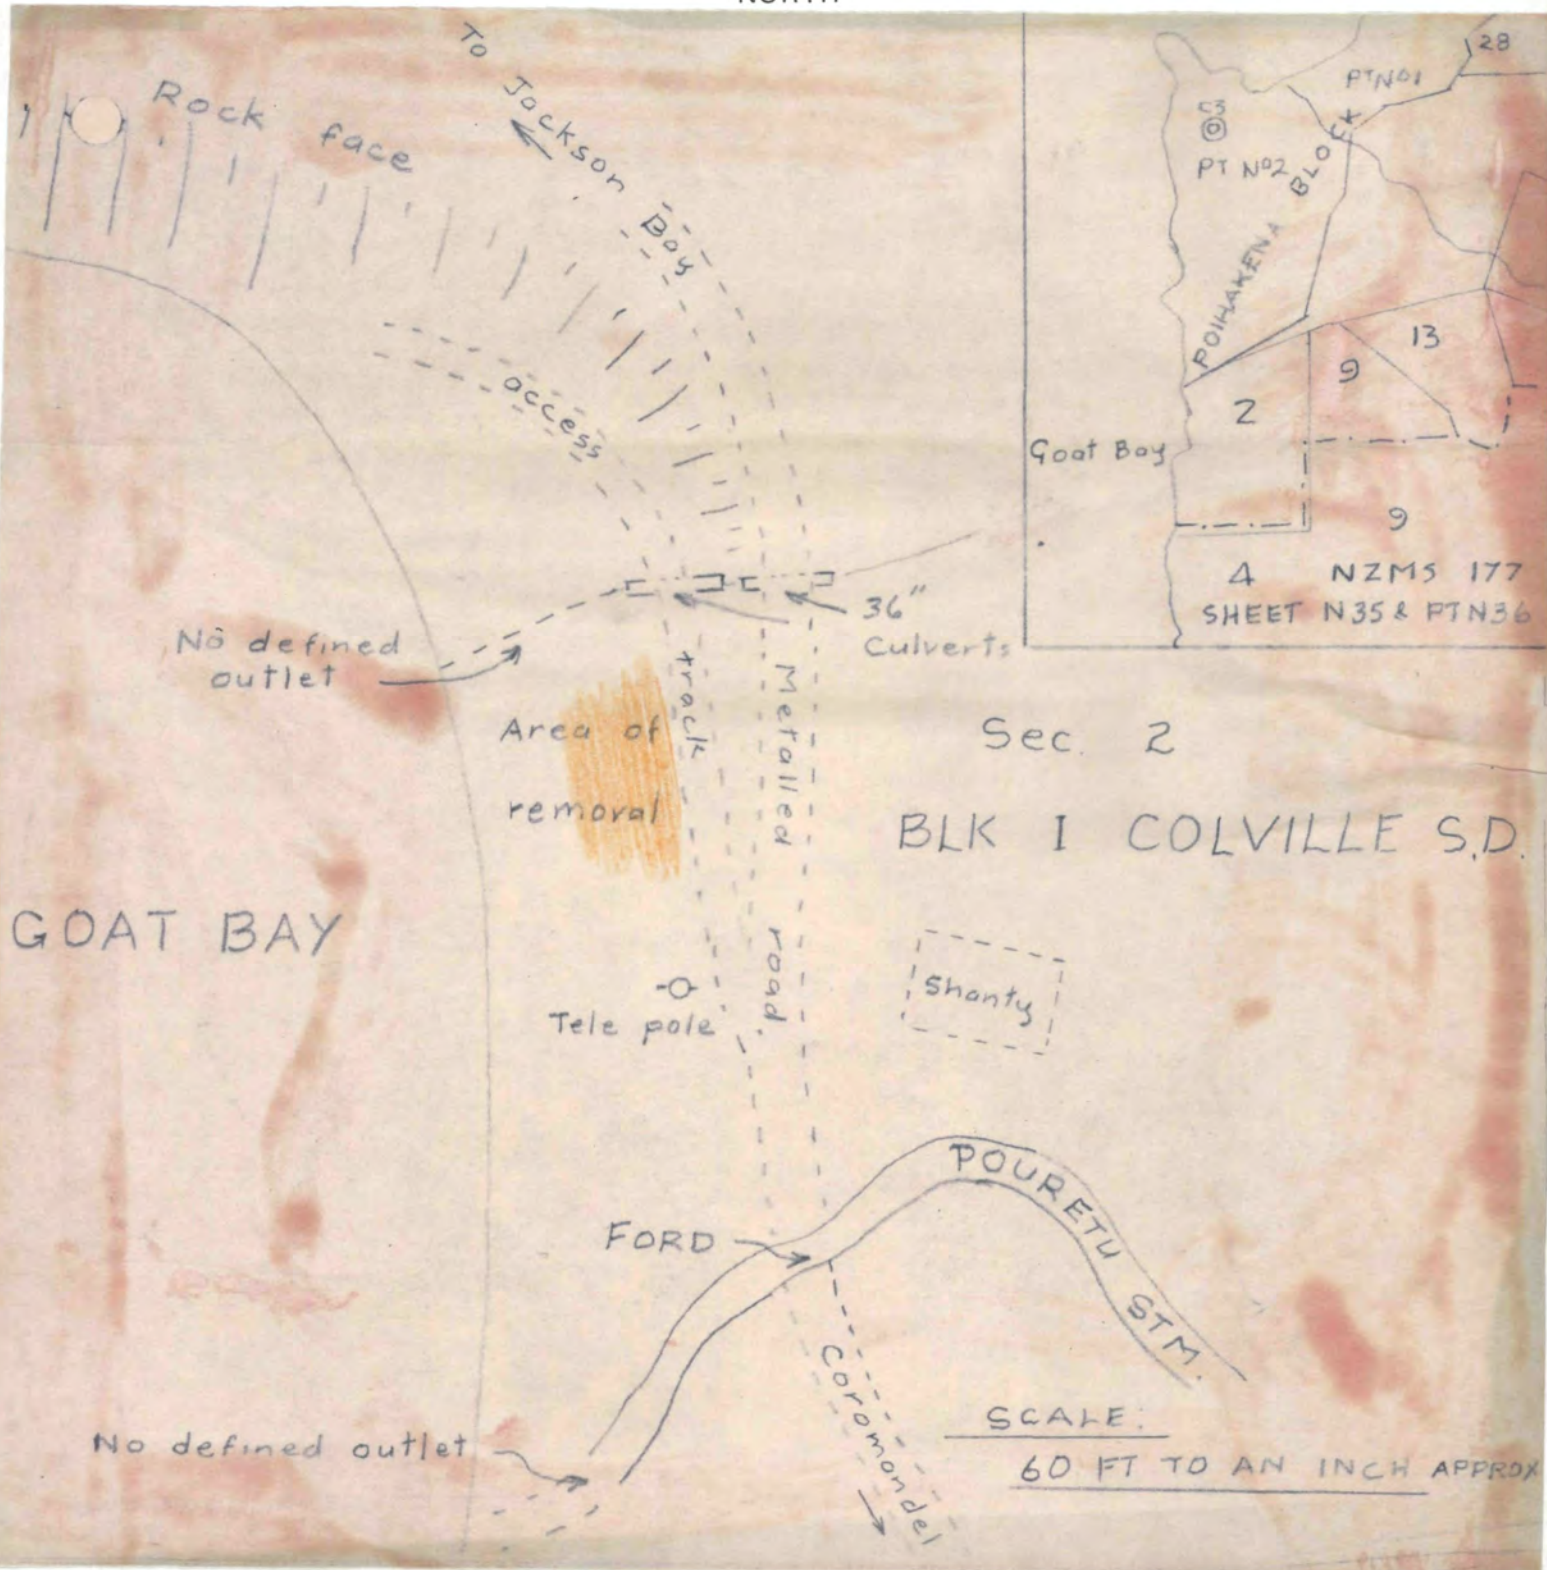 NORTH
Rock face
To Jackson Bay
access
28
PT No1
C3
PT No2
POIHAKENA BLOCK
13
9
2
Goat Bay
9
4 NZMS 177
SHEET N35 & PTN36
36"
Culverts
No defined
outlet
track
Metalled road.
Area of
removal
Sec. 2
BLK I COLVILLE S.D.
GOAT BAY
Shanty
Tele pole
POURETU STM.
FORD
Coromandel
No defined outlet
SCALE:
60 FT TO AN INCH APPROX